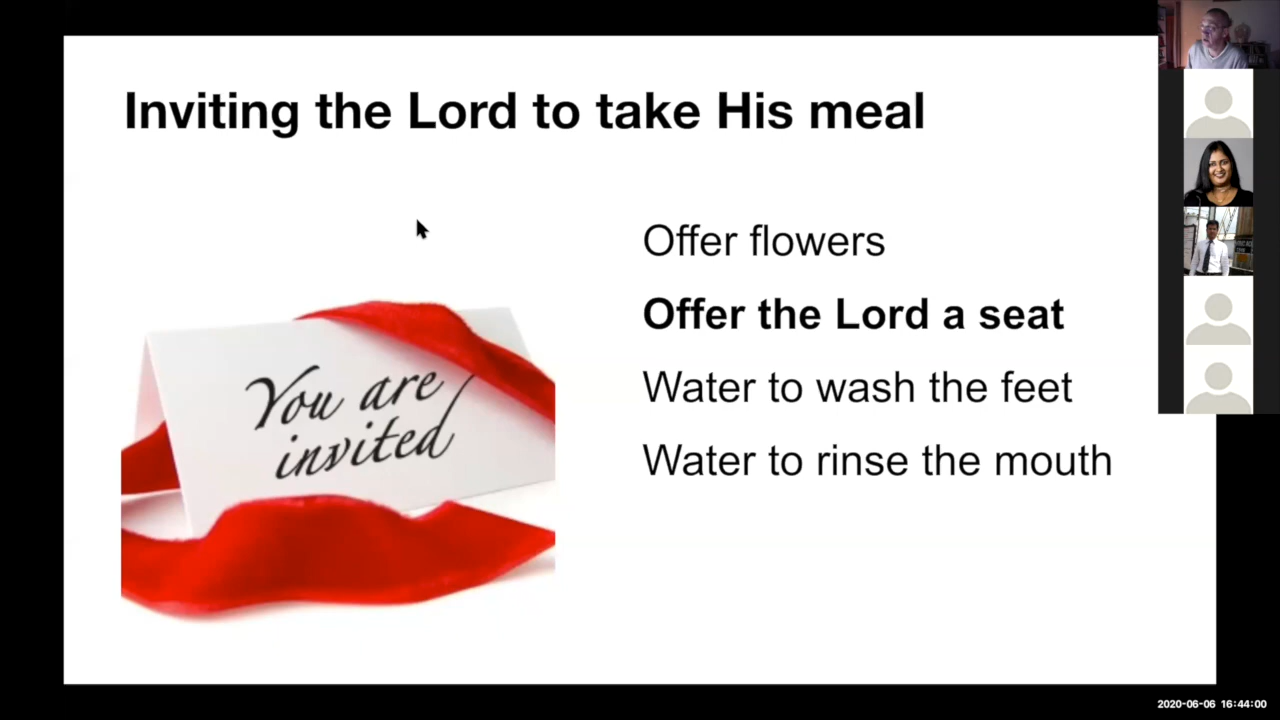 Inviting the Lord to take His meal
Offer flowers
Offer the Lord a seat
Water to wash the feet
Water to rinse the mouth
You are
invited
2020-06-06 16:44:00